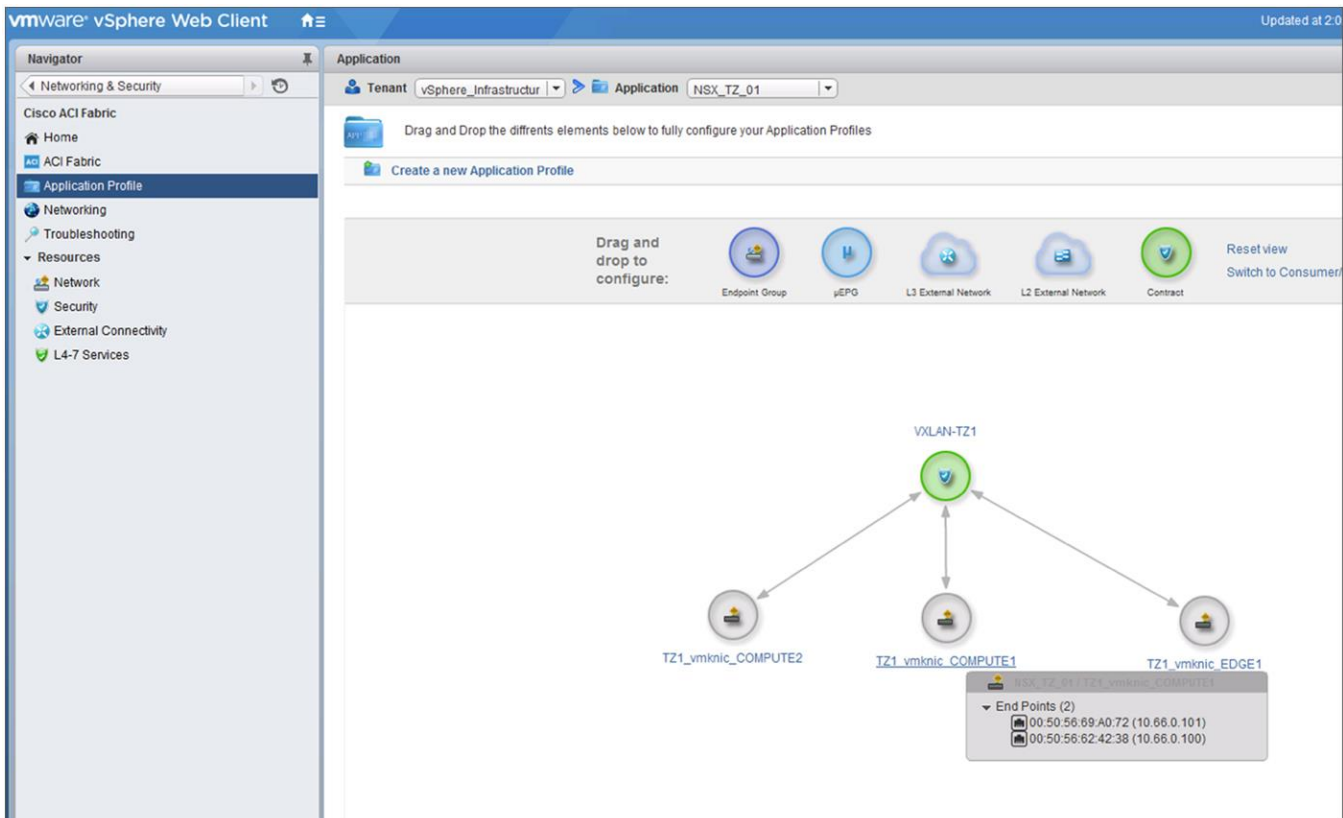 vmware® vSphere Web Client
Updated at 2:0
Navigator
Networking & Security
Cisco ACI Fabric
Home
ACI ACI Fabric
Application Profile
Networking
Troubleshooting
Resources
Network
Security
External Connectivity
L4-7 Services
Application
Tenant vSphere_Infrastructur Application NSX_TZ_01
APP
Drag and Drop the diffrents elements below to fully configure your Application Profiles
Create a new Application Profile
Drag and
drop to
configure:
Endpoint Group
µEPG
L3 External Network
L2 External Network
Contract
Reset view
Switch to Consumer/
VXLAN-TZ1
TZ1_vmknic_COMPUTE2
TZ1_vmknic_COMPUTE1
TZ1_vmknic_EDGE1
NSX_TZ_01 / TZ1_vmknic_COMPUTE1
End Points (2)
00:50:56:69:A0:72 (10.66.0.101)
00:50:56:62:42:38 (10.66.0.100)